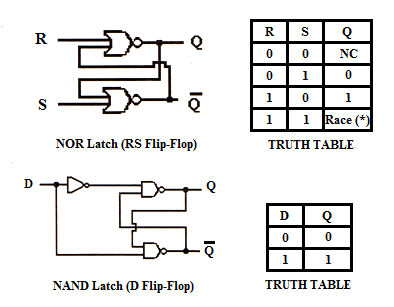 R
Q
S
Q
NOR Latch (RS Flip-Flop)
R S Q
0 0 NC
0 1 0
1 0 1
1 1 Race (*)
TRUTH TABLE
D
Q
Q
NAND Latch (D Flip-Flop)
D Q
0 0
1 1
TRUTH TABLE